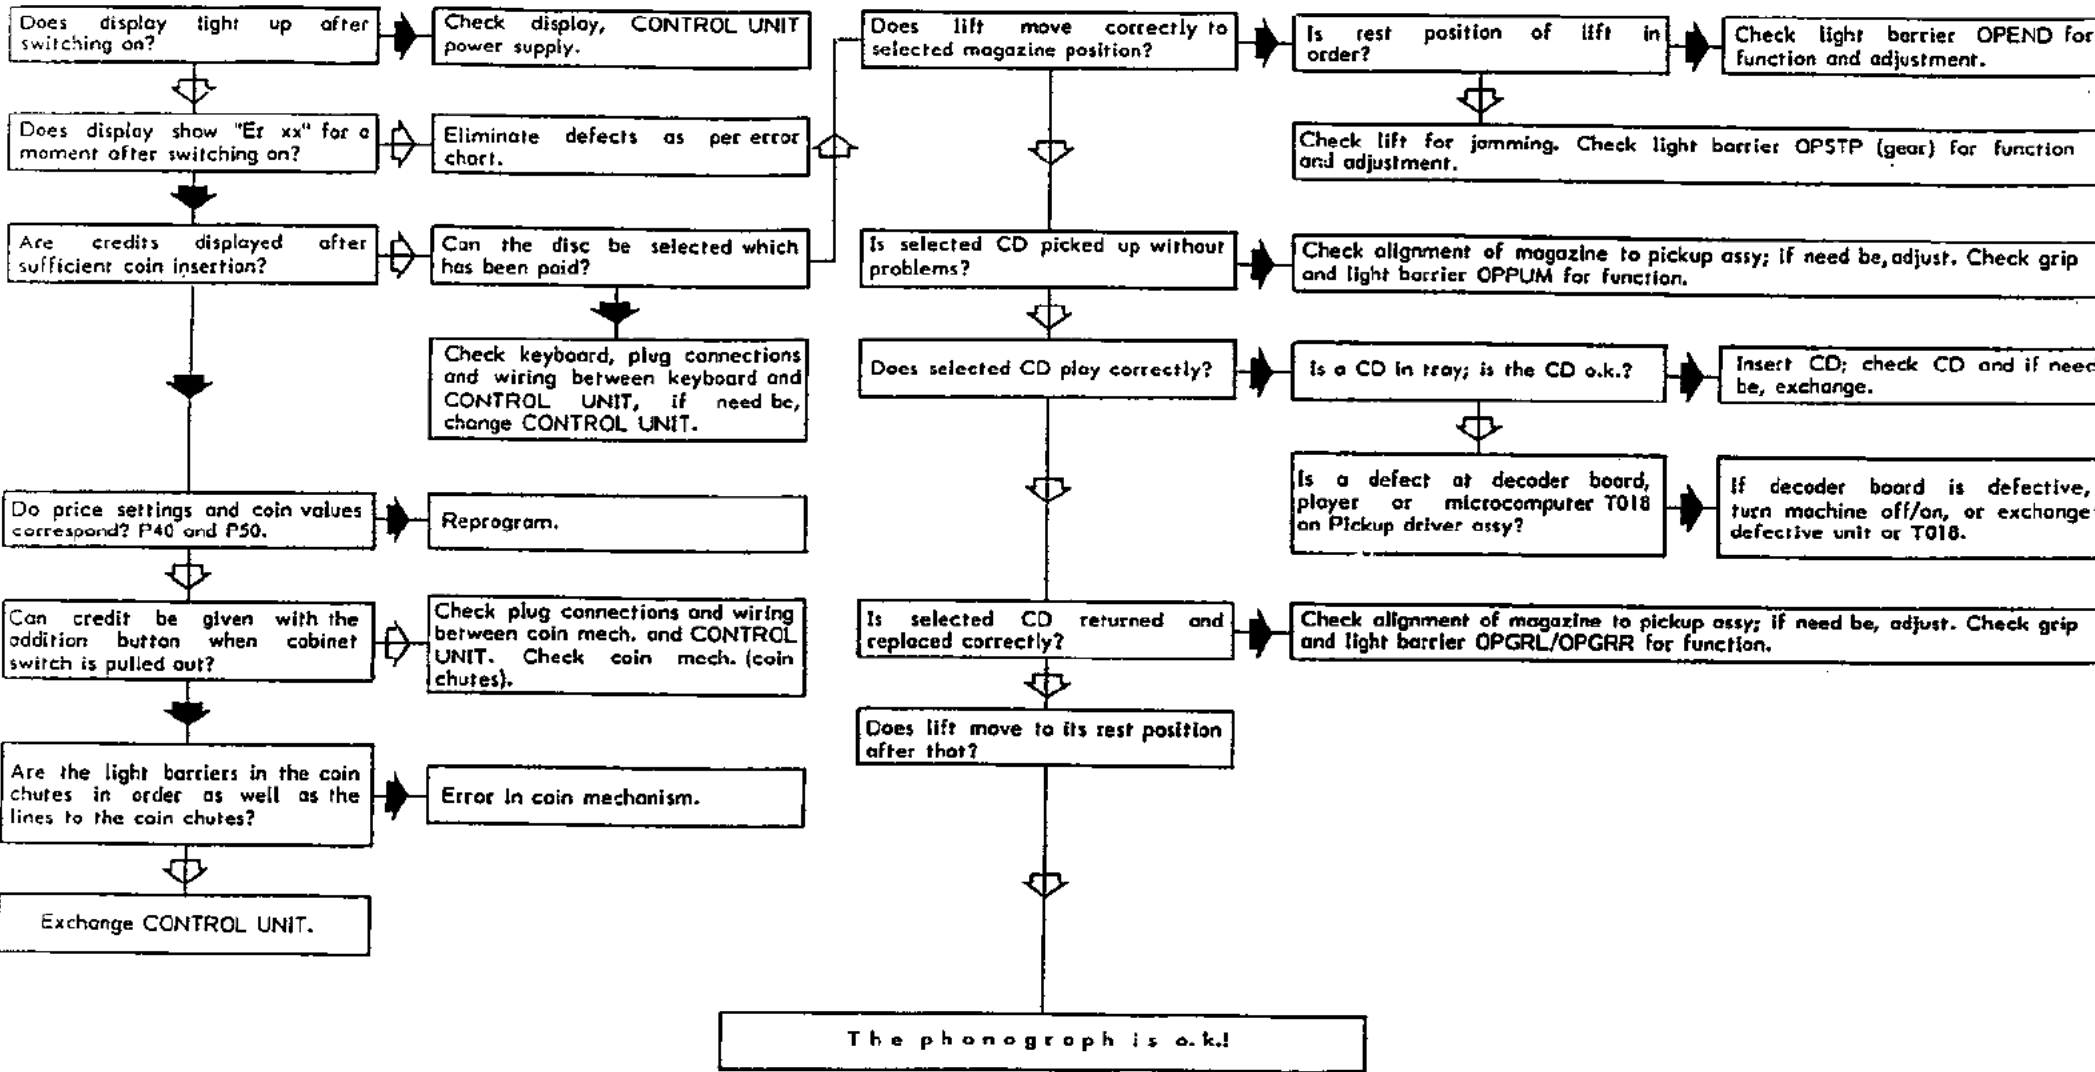 Does display light up after
switching on?
Check display, CONTROL UNIT
power supply.
Does display show "Er xx" for a
moment after switching on?
Eliminate defects as per error
chart.
Are credits displayed after
sufficient coin insertion?
Can the disc be selected which
has been paid?
Check keyboard, plug connections
and wiring between keyboard and
CONTROL UNIT, if need be,
change CONTROL UNIT.
Do price settings and coin values
correspond? P40 and P50.
Reprogram.
Can credit be given with the
addition button when cabinet
switch is pulled out?
Check plug connections and wiring
between coin mech. and CONTROL
UNIT. Check coin mech. (coin
chutes).
Are the light barriers in the coin
chutes in order as well as the
lines to the coin chutes?
Error in coin mechanism.
Exchange CONTROL UNIT.
Does lift move correctly to
selected magazine position?
Is rest position of lift in
order?
Check light barrier OPEND for
function and adjustment.
Check lift for jamming. Check light barrier OPSTP (gear) for function
and adjustment.
Is selected CD picked up without
problems?
Check alignment of magazine to pickup assy; if need be, adjust. Check grip
and light barrier OPPUM for function.
Does selected CD play correctly?
Is a CD in tray; is the CD o.k.?
Insert CD; check CD and if need
be, exchange.
Is a defect at decoder board,
player or microcomputer T018
on Pickup driver assy?
If decoder board is defective,
turn machine off/on, or exchange
defective unit or T018.
Is selected CD returned and
replaced correctly?
Check alignment of magazine to pickup assy; if need be, adjust. Check grip
and light barrier OPGRL/OPGRR for function.
Does lift move to its rest position
after that?
The phonograph is o.k.!